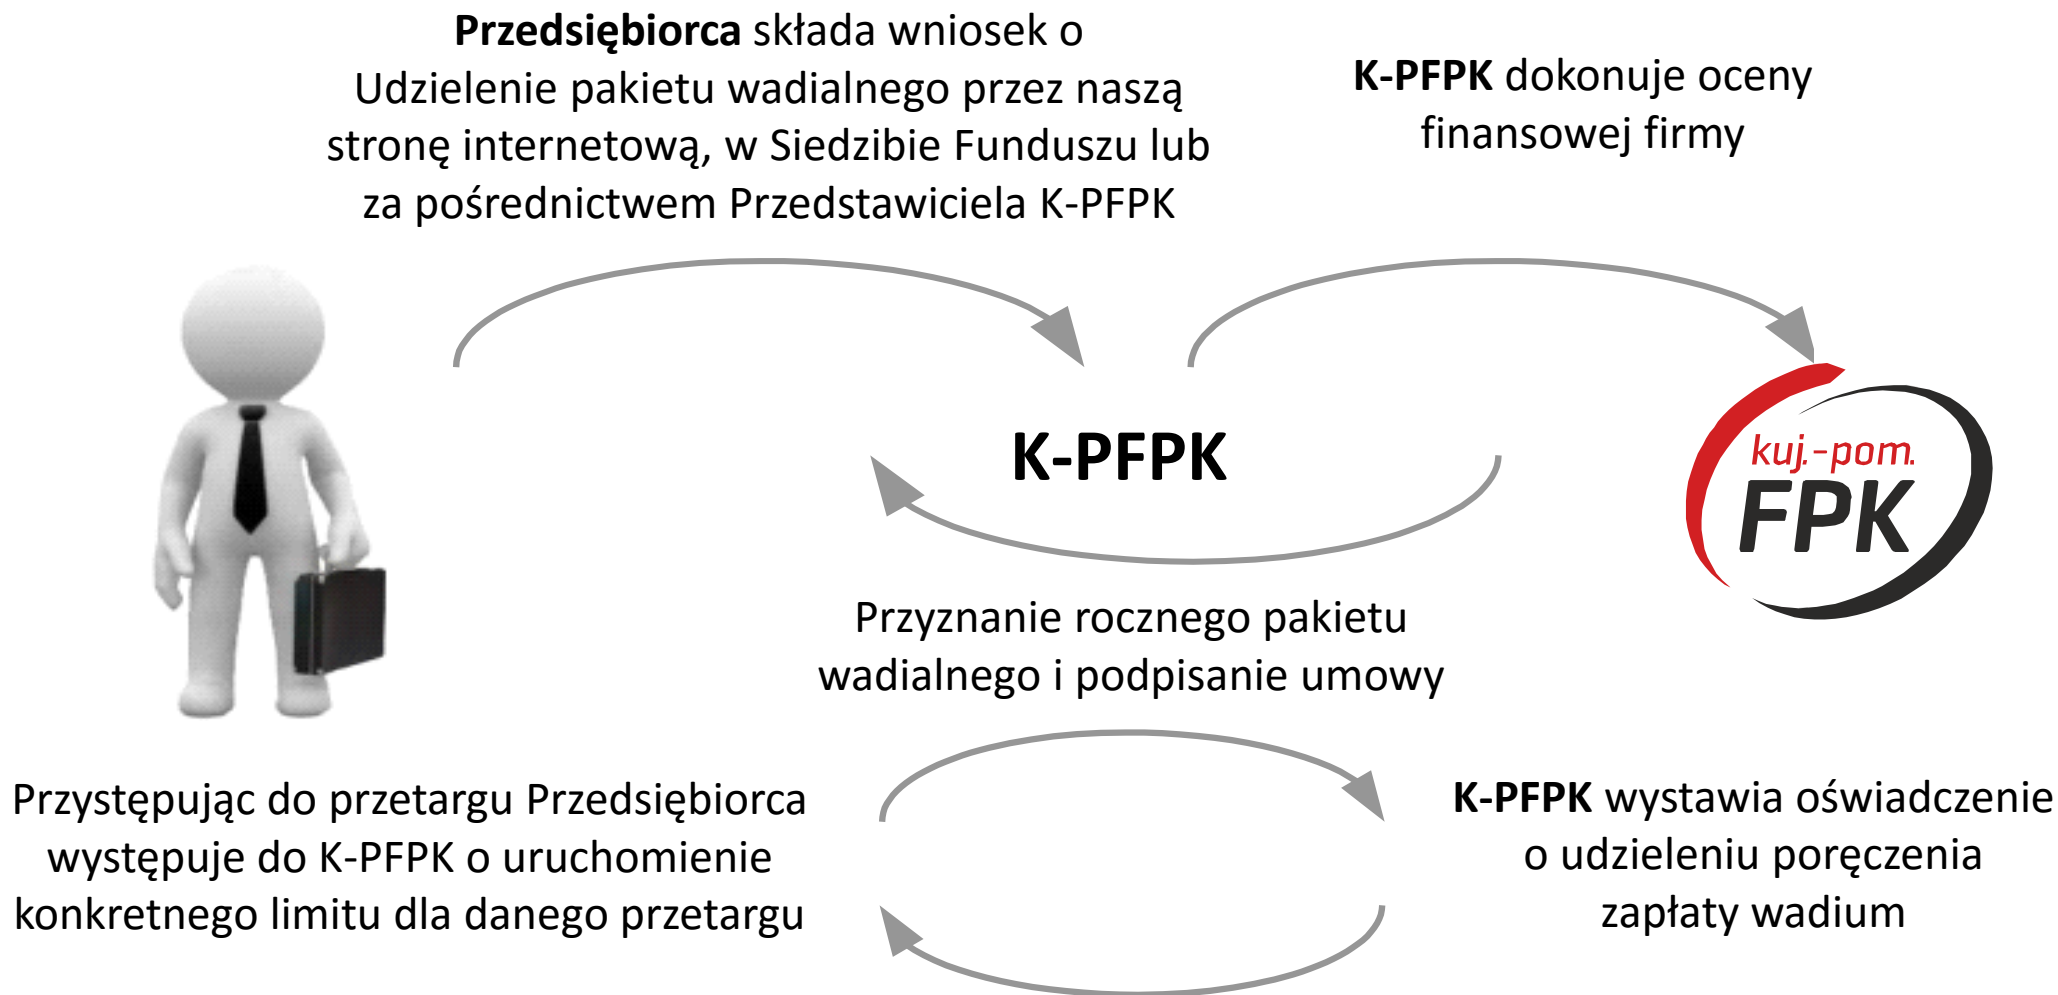 Przedsiębiorca składa wniosek o
Udzielenie pakietu wadialnego przez naszą
stronę internetową, w Siedzibie Funduszu lub
za pośrednictwem Przedstawiciela K-PFPK
K-PFPK dokonuje oceny
finansowej firmy
K-PFPK
kuj.-pom.
FPK
Przyznanie rocznego pakietu
wadialnego i podpisanie umowy
Przystępując do przetargu Przedsiębiorca
występuje do K-PFPK o uruchomienie
konkretnego limitu dla danego przetargu
K-PFPK wystawia oświadczenie
o udzieleniu poręczenia
zapłaty wadium